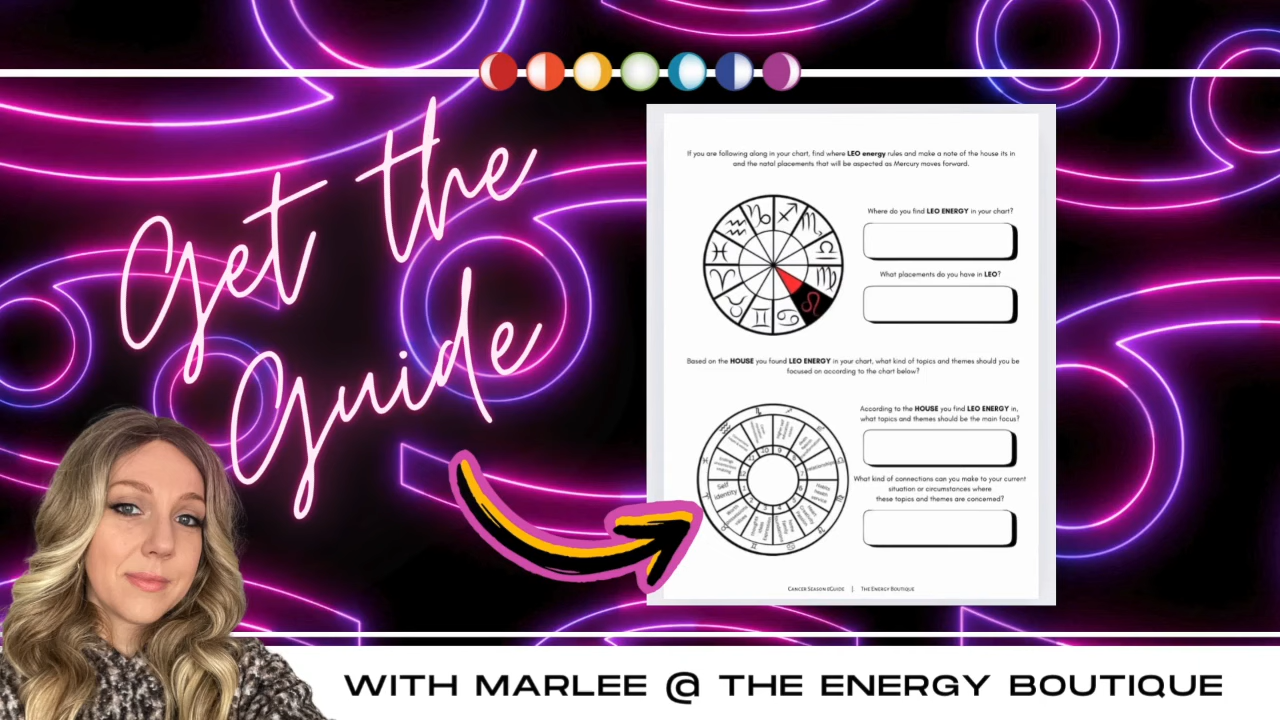 Get the
Guide
If you are following along in your chart, find where LEO energy rules and make a note of the house its in
and the natal placements that will be aspected as Mercury moves forward.
Where do you find LEO ENERGY in your chart?
What placements do you have in LEO?
Based on the HOUSE you found LEO ENERGY in your chart, what kind of topics and themes should you be
focused on according to the chart below?
According to the HOUSE you find LEO ENERGY in,
what topics and themes should be the main focus?
Self
Identity
What kind of connections can you make to your current
situation or circumstances where
these topics and themes are concerned?
CANCER SEASON I/GUIDE | THE ENERGY BOUTIQUE
WITH MARLEE @ THE ENERGY BOUTIQUE